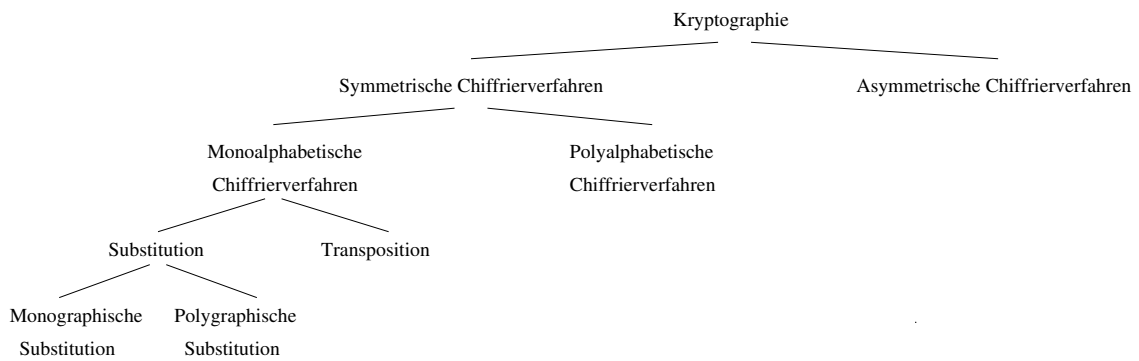 Kryptographie
Symmetrische Chiffrierverfahren
Asymmetrische Chiffrierverfahren
Monoalphabetische
Chiffrierverfahren
Polyalphabetische
Chiffrierverfahren
Substitution
Transposition
Monographische
Substitution
Polygraphische
Substitution